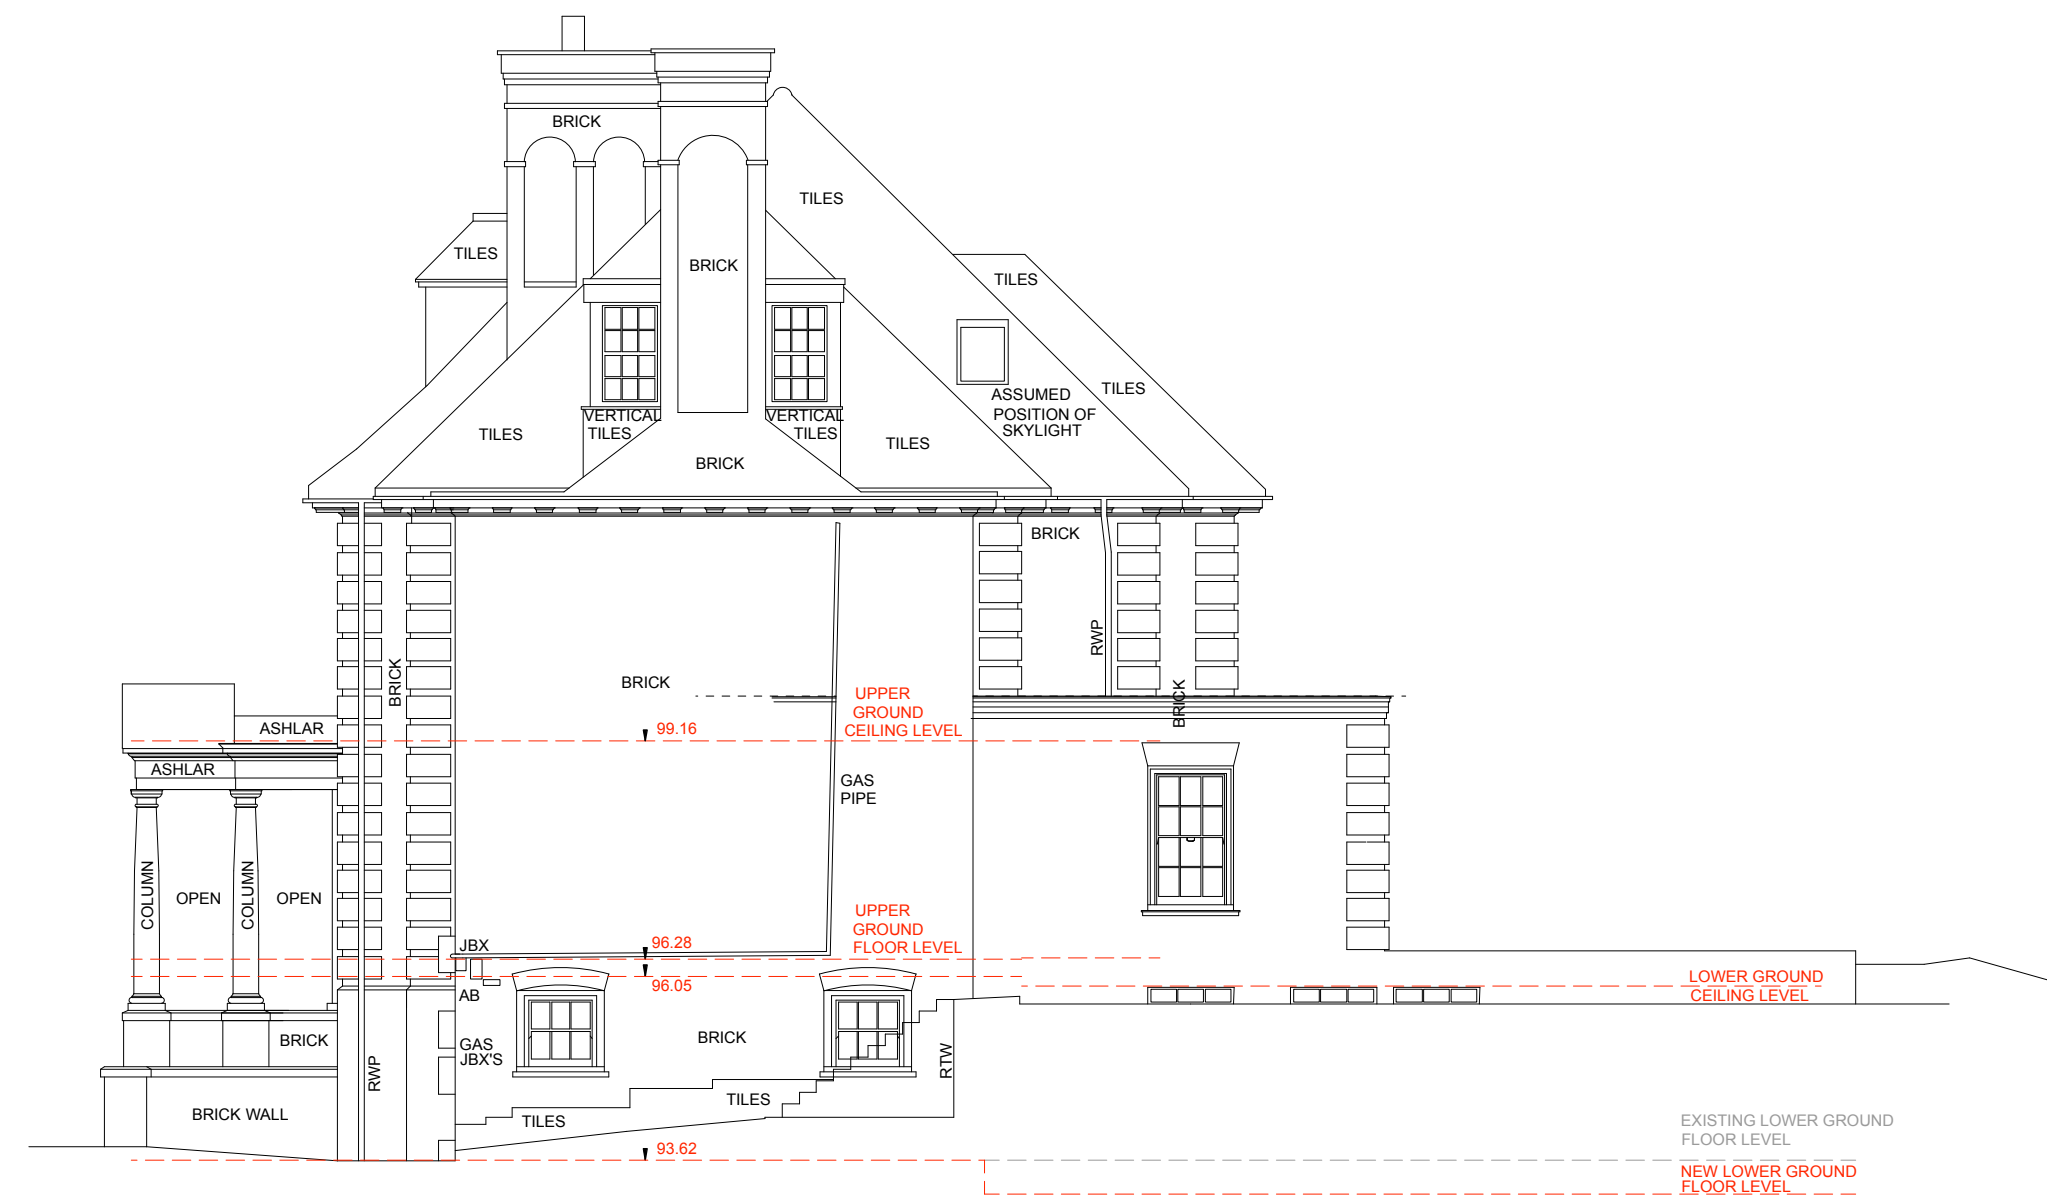 BRICK
TILES
TILES
BRICK
TILES
ASSUMED
POSITION OF
SKYLIGHT
TILES
VERTICAL
TILES
VERTICAL
TILES
TILES
TILES
BRICK
BRICK
RWP
BRICK
BRICK
BRICK
UPPER
GROUND
CEILING LEVEL
99.16
ASHLAR
ASHLAR
GAS
PIPE
COLUMN
OPEN
COLUMN
OPEN
UPPER
GROUND
FLOOR LEVEL
JBX
96.28
96.05
AB
LOWER GROUND
CEILING LEVEL
BRICK
BRICK
GAS
JBX'S
RWP
RTW
TILES
TILES
BRICK WALL
93.62
EXISTING LOWER GROUND
FLOOR LEVEL
NEW LOWER GROUND
FLOOR LEVEL